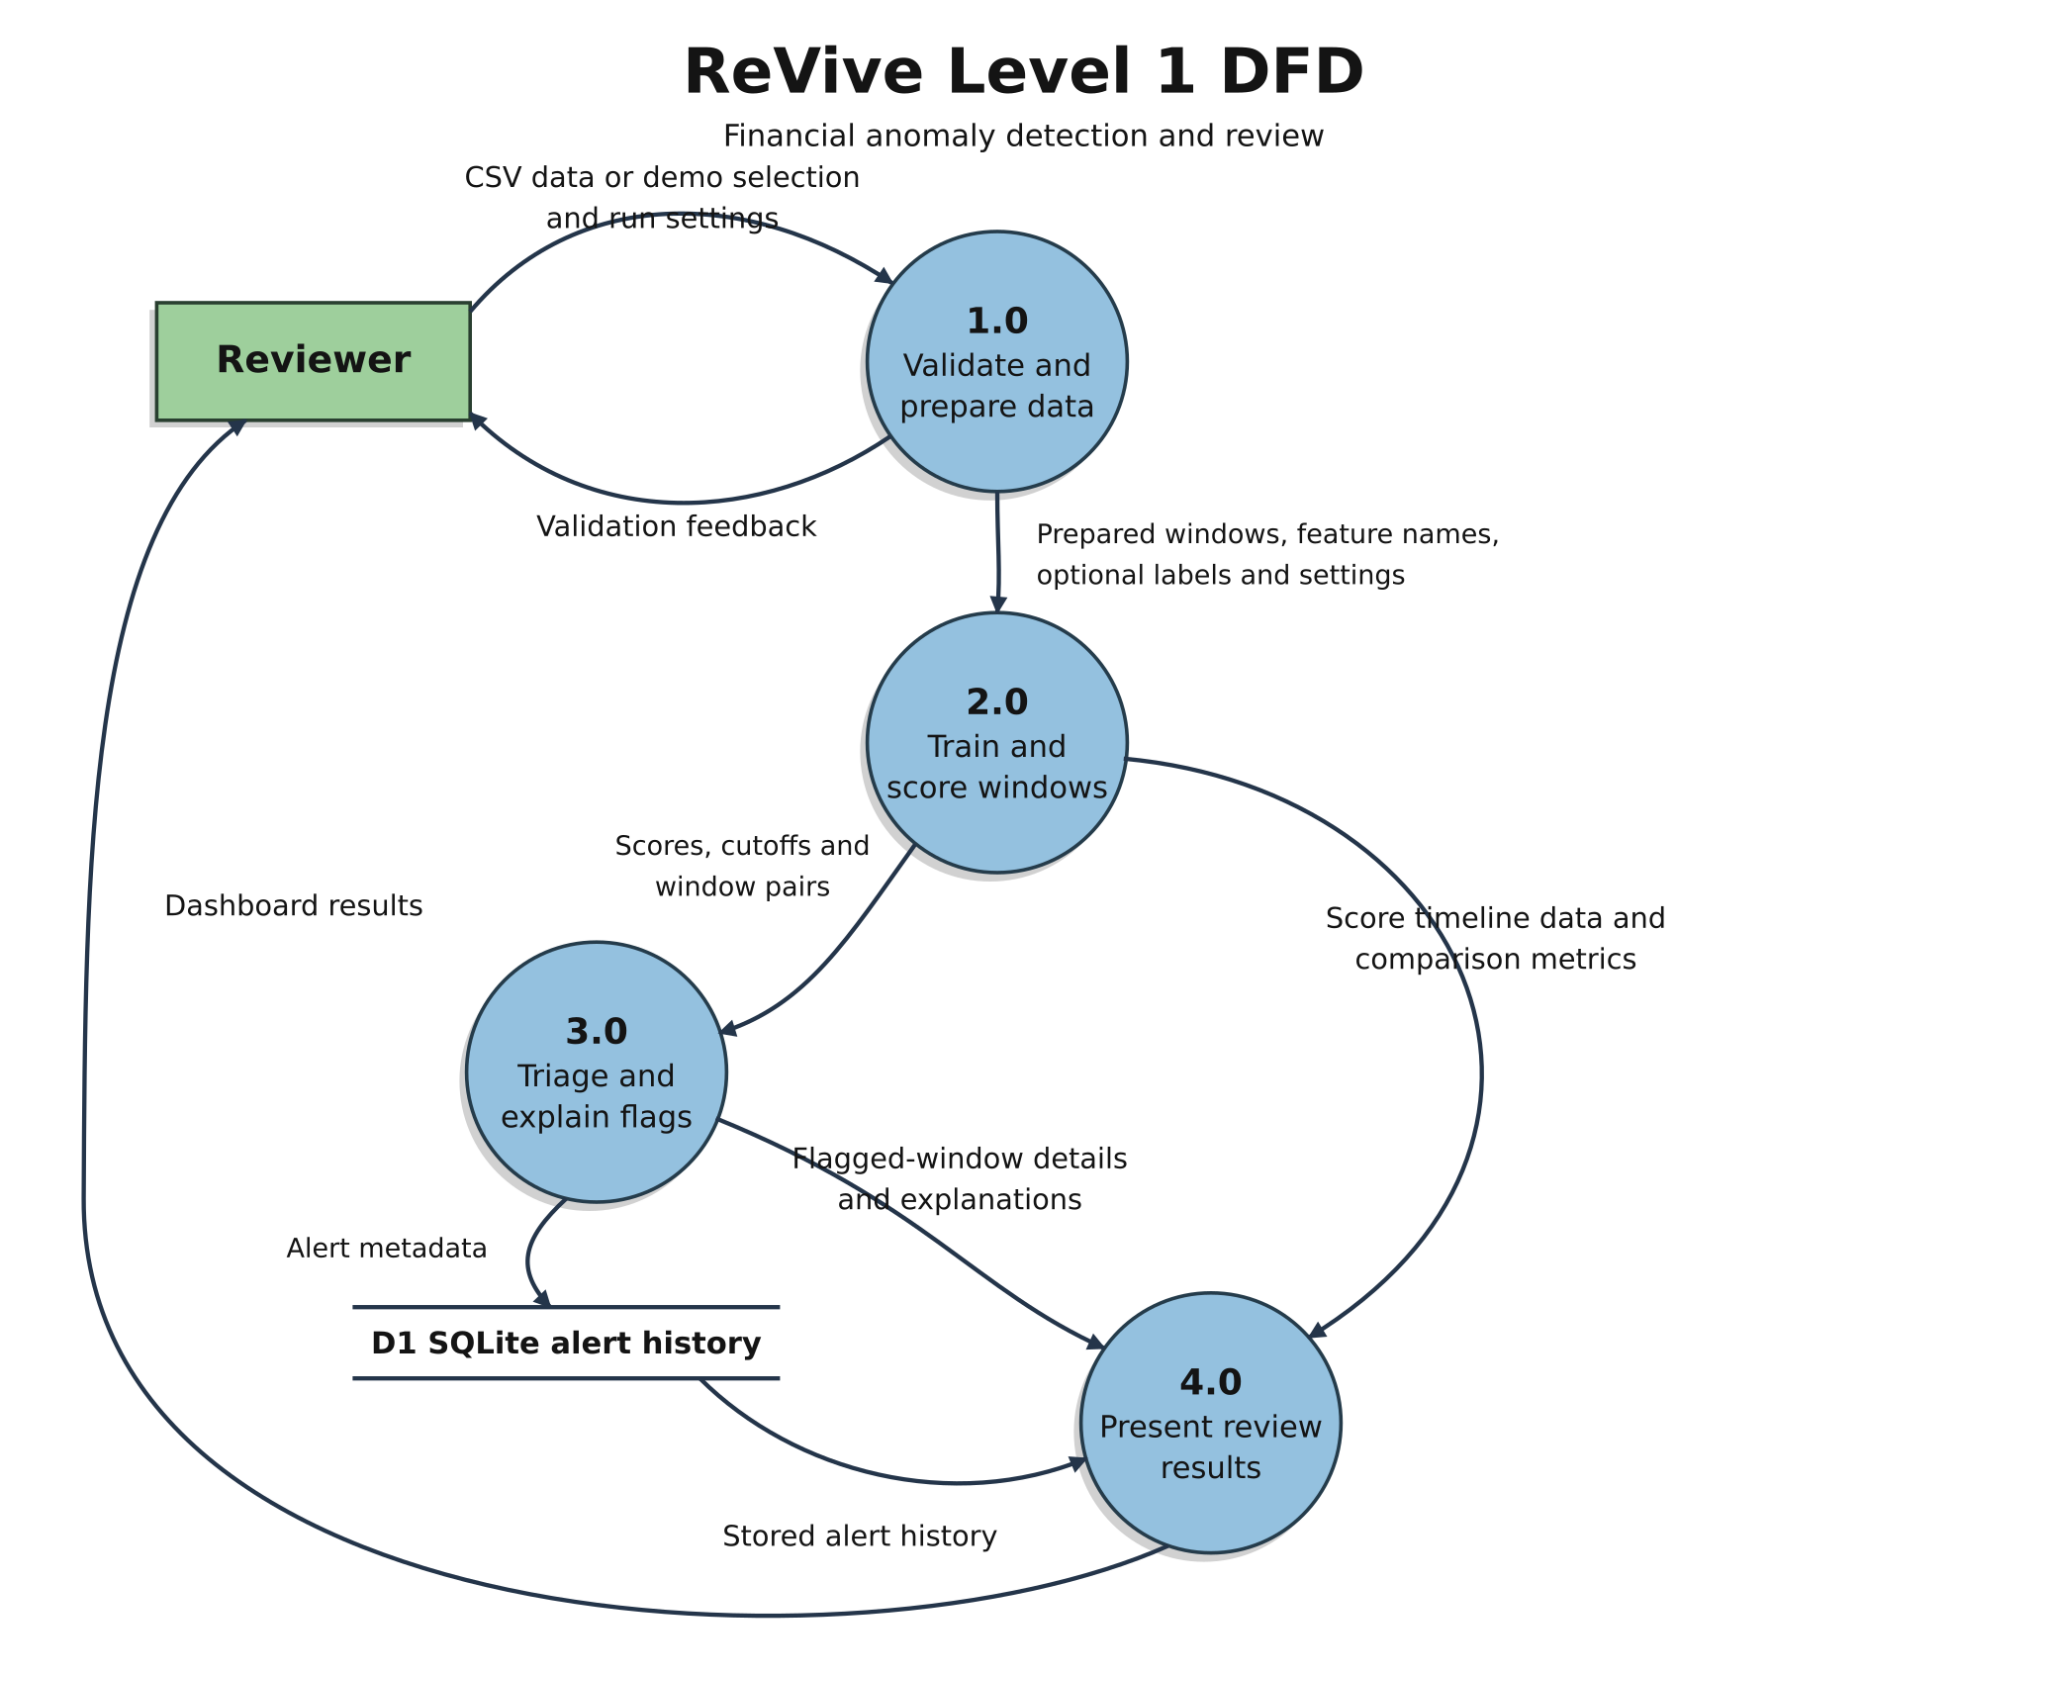 ReVive Level 1 DFD
Financial anomaly detection and review
CSV data or demo selection
and run settings
Reviewer
1.0
Validate and
prepare data
Validation feedback
Prepared windows, feature names,
optional labels and settings
2.0
Train and
score windows
Scores, cutoffs and
window pairs
Dashboard results
Score timeline data and
comparison metrics
3.0
Triage and
explain flags
Flagged-window details
and explanations
Alert metadata
D1 SQLite alert history
4.0
Present review
results
Stored alert history